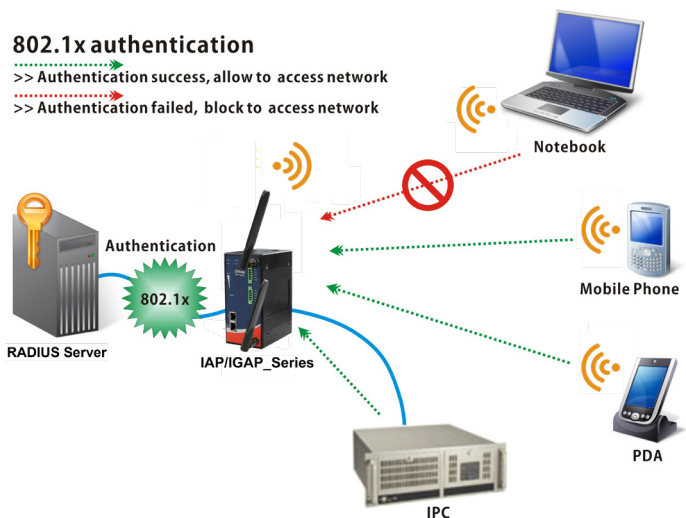 802.1x authentication
>> Authentication success, allow to access network
>> Authentication failed, block to access network
Notebook
Authentication
802.1x
Mobile Phone
RADIUS Server
IAP/IGAP_Series
PDA
IPC